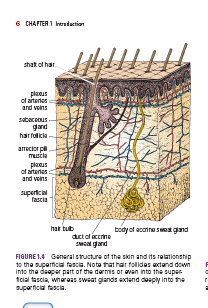 6 CHAPTER 1 Introduction
shaft of hair
plexus
of arteries
and veins
sebaceous
gland
hair follicle
arrector pili
muscle
plexus
of arteries
and veins
superficial
fascia
hair bulb
body of eccrine sweat gland
duct of eccrine
sweat gland
FIGURE 1.4 General structure of the skin and its relationship
to the superficial fascia. Note that hair follicles extend down
into the deeper part of the dermis or even into the super-
ficial fascia, whereas sweat glands extend deeply into the
superficial fascia.